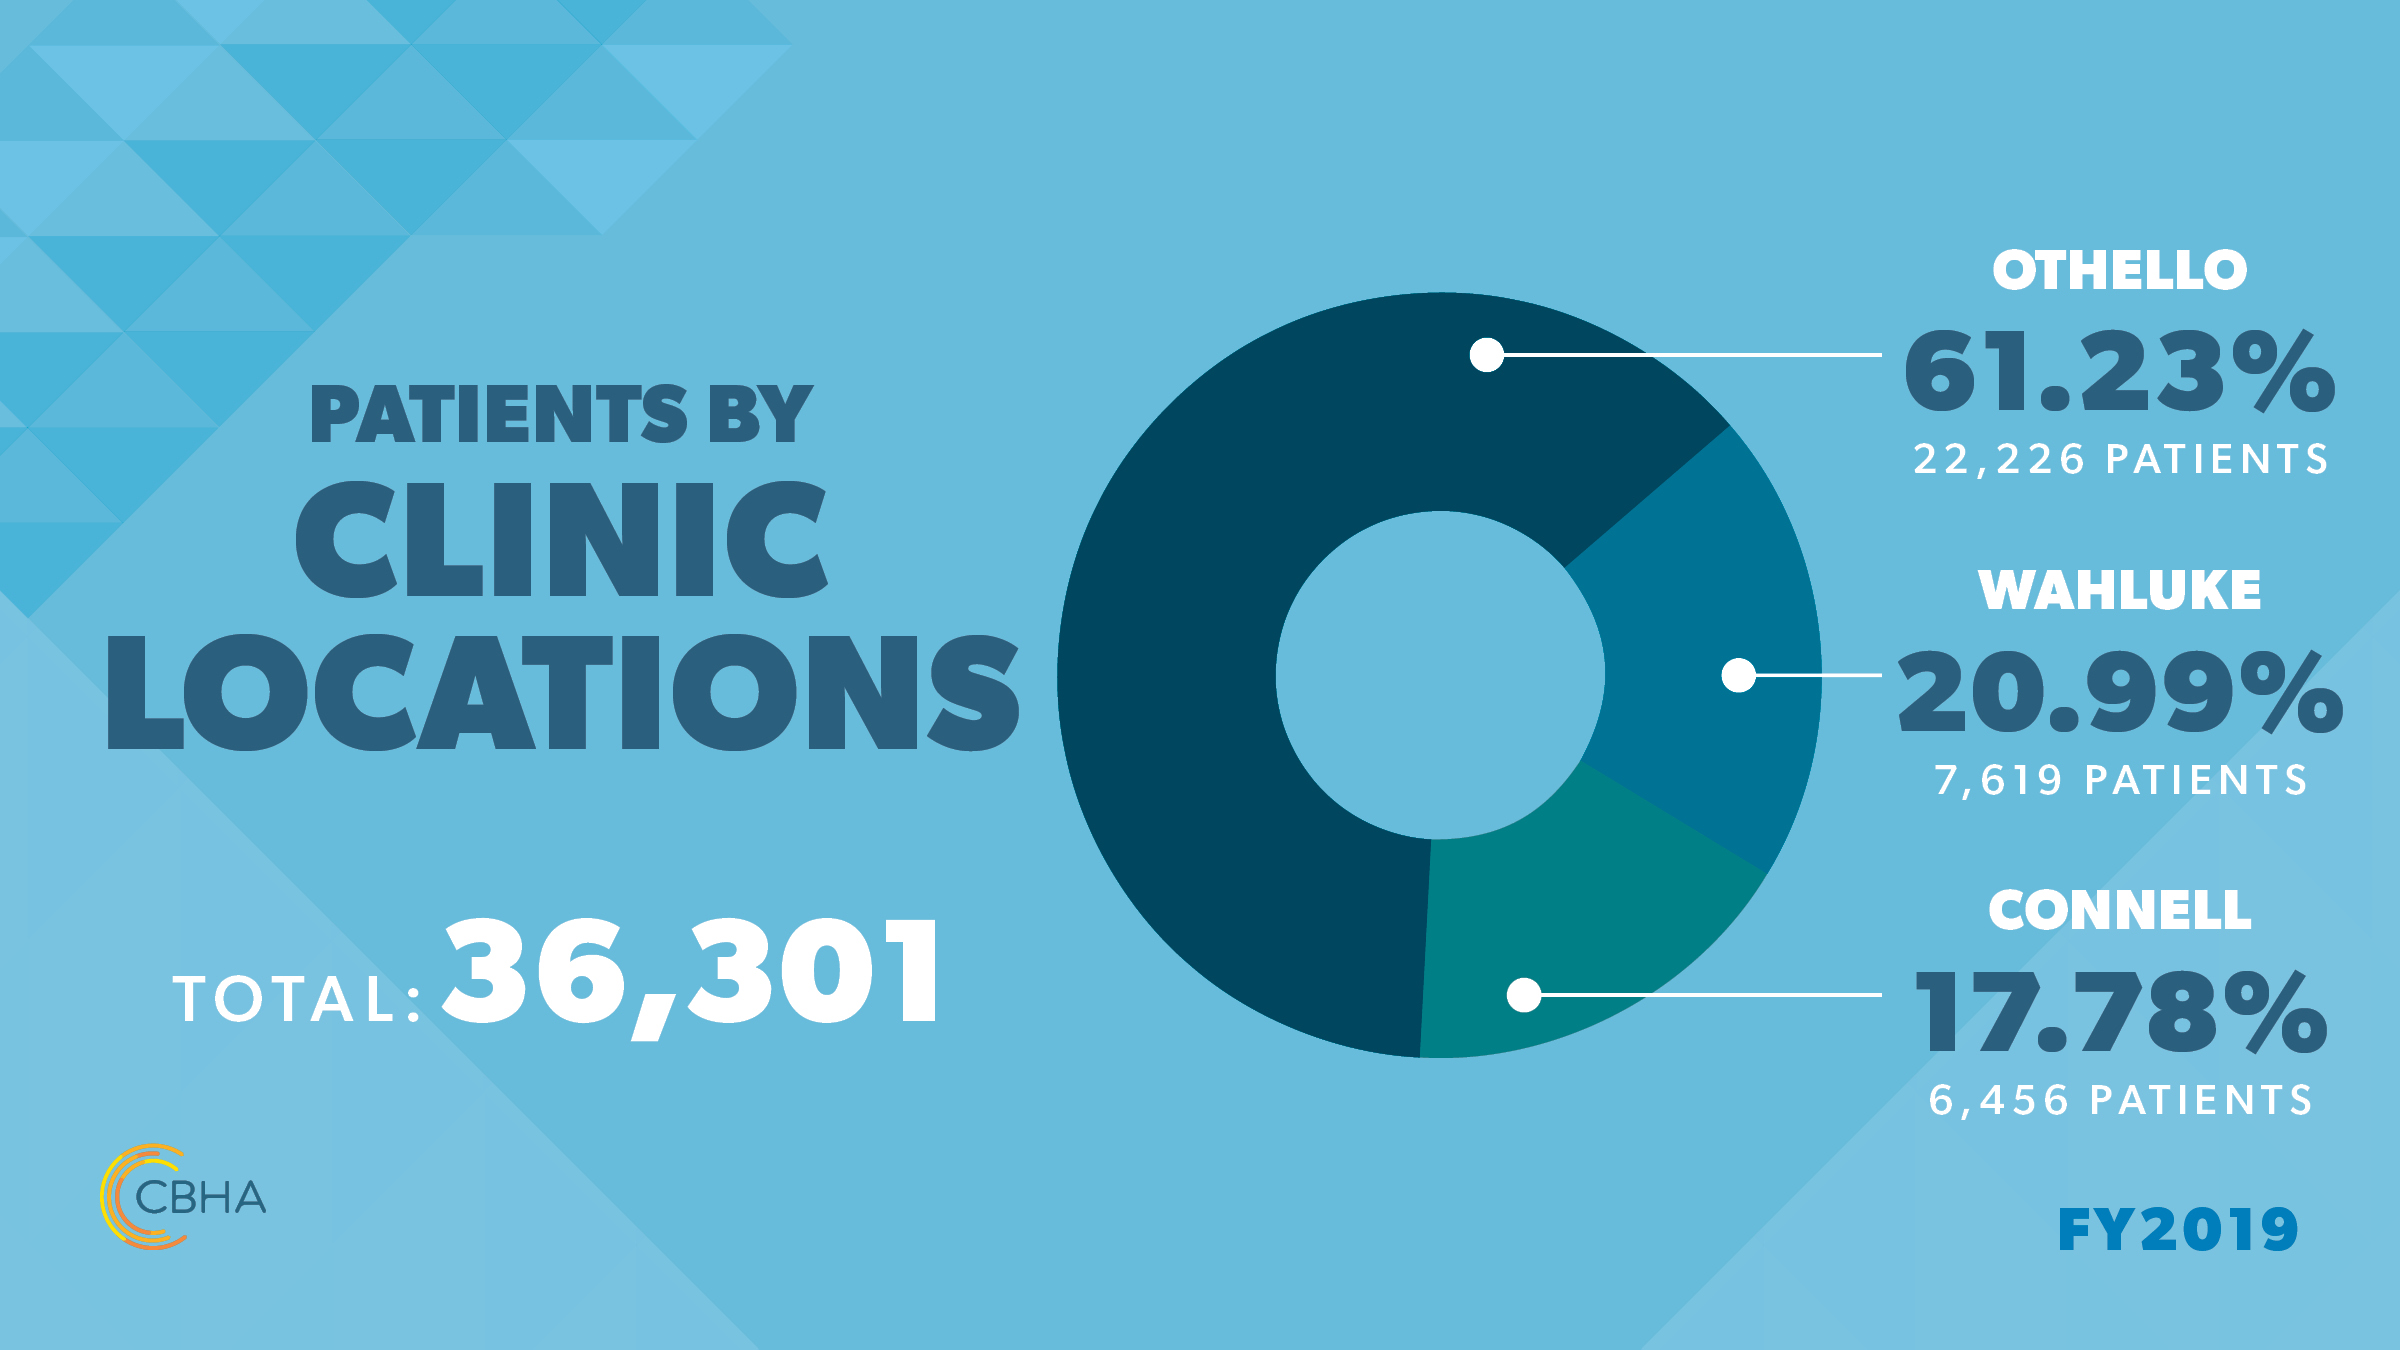 PATIENTS BY
CLINIC
LOCATIONS
TOTAL: 36,301
OTHELLO
61.23%
22,226 PATIENTS
WAHLUKE
20.99%
7,619 PATIENTS
CONNELL
17.78%
6,456 PATIENTS
CBHA
FY2019